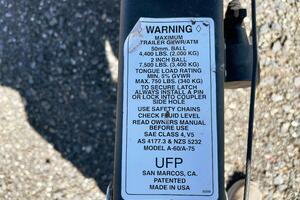 WARNING
MAXIMUM
TRAILER GVWR/ATM
50mm. BALL
4,400 LBS. (2,000 KG)
2 INCH BALL
7,500 LBS. (3,400 KG)
TONGUE LOAD RATING
MIN. 5% GVWR
MAX. 750 LBS. (340 KG)
TO SECURE LATCH
ALWAYS INSTALL A PIN
OR LOCK INTO COUPLER
SIDE HOLE
USE SAFETY CHAINS
CHECK FLUID LEVEL
READ OWNERS MANUAL
BEFORE USE
SAE CLASS 4, V5
AS 4177.3 & NZS 5232
MODEL A-60/A-75
UFP
SAN MARCOS, CA.
PATENTED
MADE IN USA